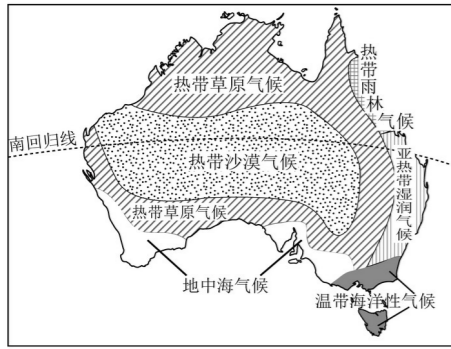 热带草原气候
热带雨林气候
南回归线
热带沙漠气候
亚热带湿润气候
热带草原气候
地中海气候
温带海洋性气候